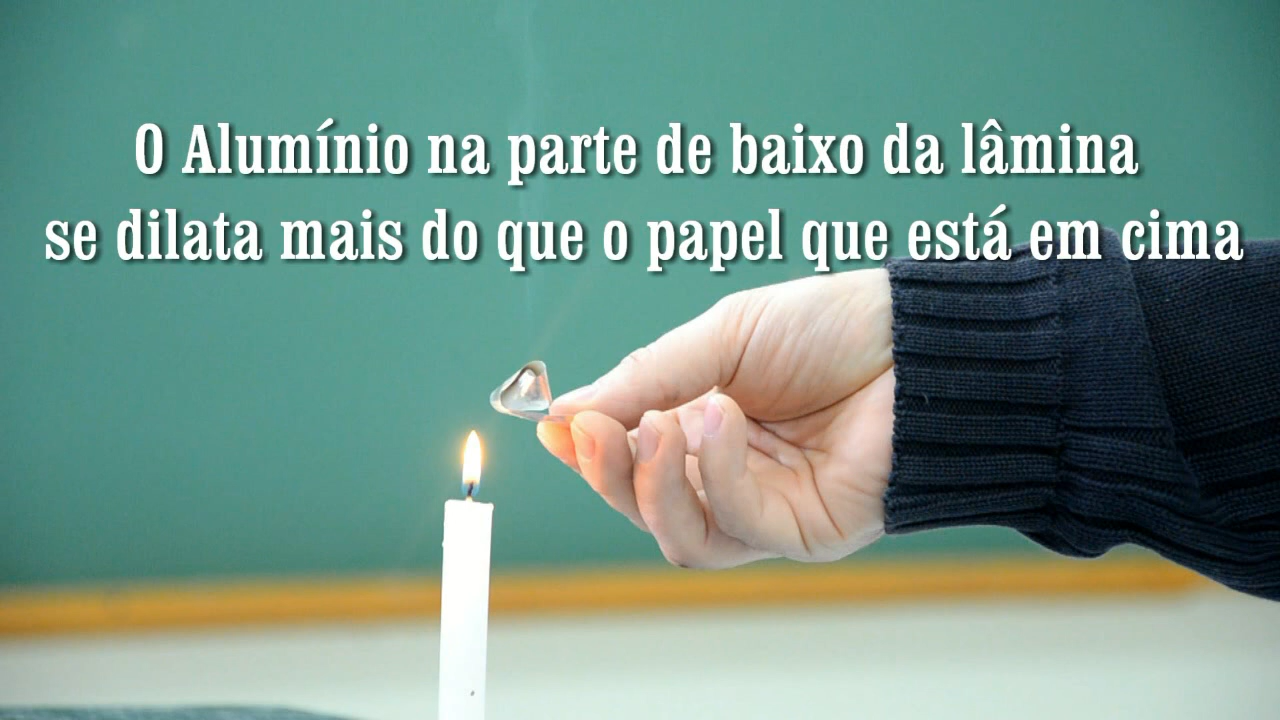 O Alumínio na parte de baixo da lâmina
se dilata mais do que o papel que está em cima